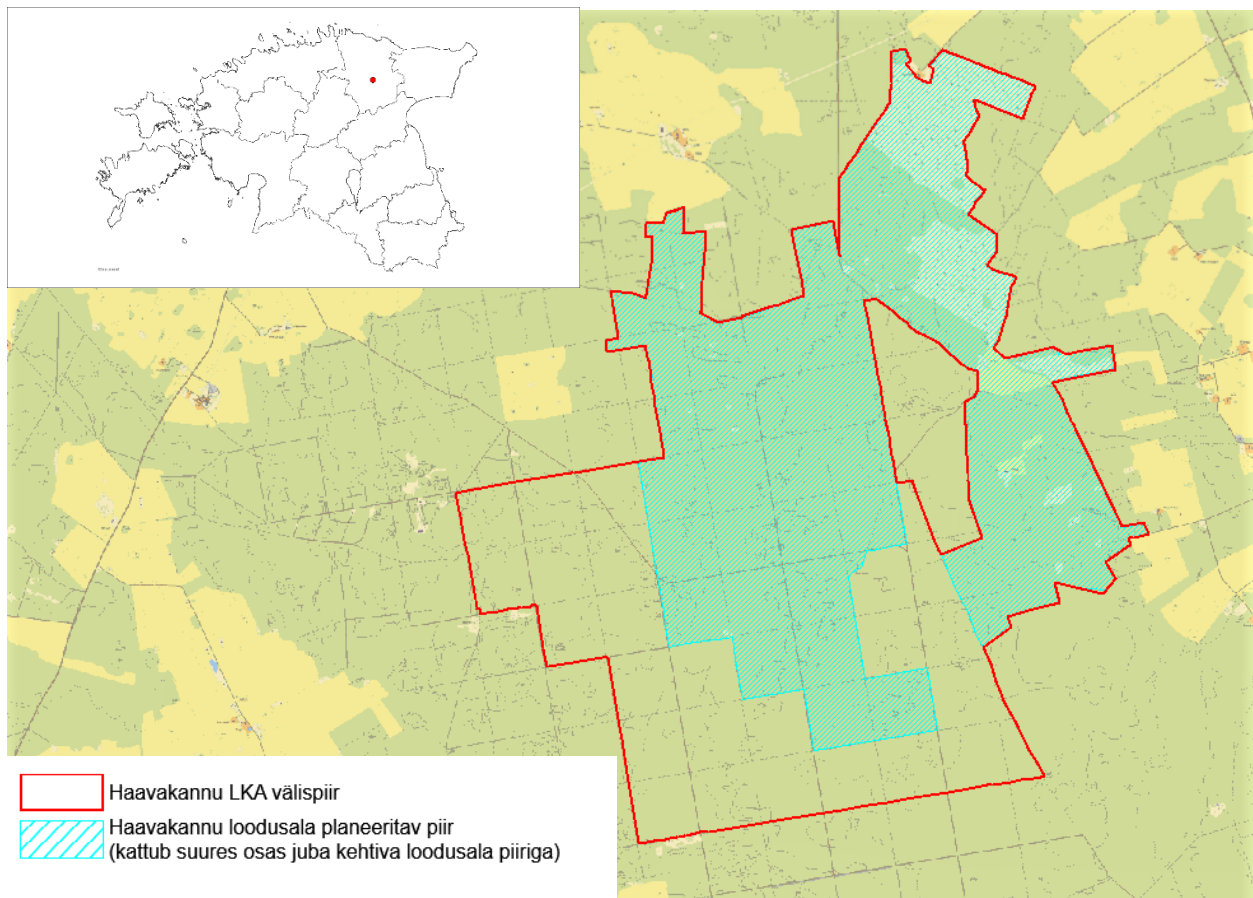 Haavakannu LKA välispiir
Haavakannu loodusala planeeritav piir
(kattub suures osas juba kehtiva loodusala piiriga)